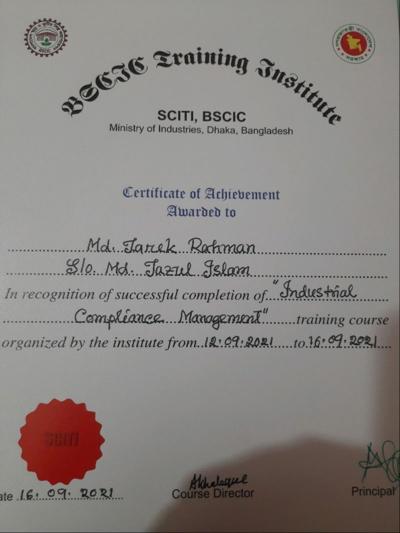 BSCIC Training Institute
SCITI, BSCIC
Ministry of Industries, Dhaka, Bangladesh
Certificate of Achievement
Awarded to
Md. Tarek Rahman
S/o. Md. Tazul Islam
In recognition of successful completion of "Industrial
Compliance Management" training course
organized by the institute from 12.09.2021 to 16.09.2021
SCITI
ate 16.09.2021
Course Director
Principal